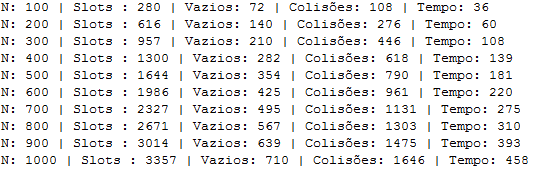 N: 100 | Slots : 280 | Vazios: 72 | Colisões: 108 | Tempo: 36
N: 200 | Slots : 616 | Vazios: 140 | Colisões: 276 | Tempo: 60
N: 300 | Slots : 957 | Vazios: 210 | Colisões: 446 | Tempo: 108
N: 400 | Slots : 1300 | Vazios: 282 | Colisões: 618 | Tempo: 139
N: 500 | Slots : 1644 | Vazios: 354 | Colisões: 790 | Tempo: 181
N: 600 | Slots : 1986 | Vazios: 425 | Colisões: 961 | Tempo: 220
N: 700 | Slots : 2327 | Vazios: 495 | Colisões: 1131 | Tempo: 275
N: 800 | Slots : 2671 | Vazios: 567 | Colisões: 1303 | Tempo: 310
N: 900 | Slots : 3014 | Vazios: 639 | Colisões: 1475 | Tempo: 393
N: 1000 | Slots : 3357 | Vazios: 710 | Colisões: 1646 | Tempo: 458